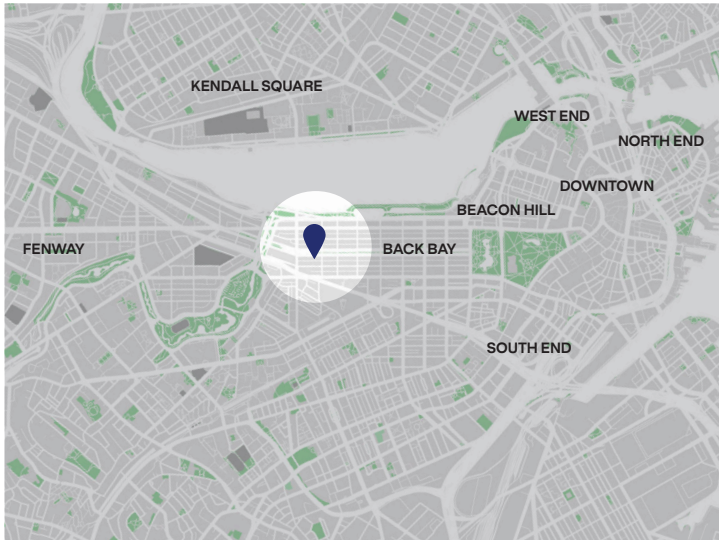 KENDALL SQUARE
WEST END
NORTH END
DOWNTOWN
BEACON HILL
FENWAY
BACK BAY
SOUTH END